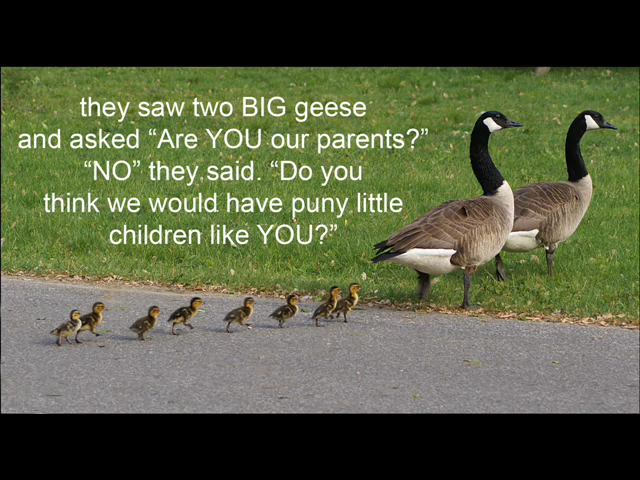 they saw two BIG geese
and asked “Are YOU our parents?”
“NO” they said. “Do you
think we would have puny little
children like YOU?”